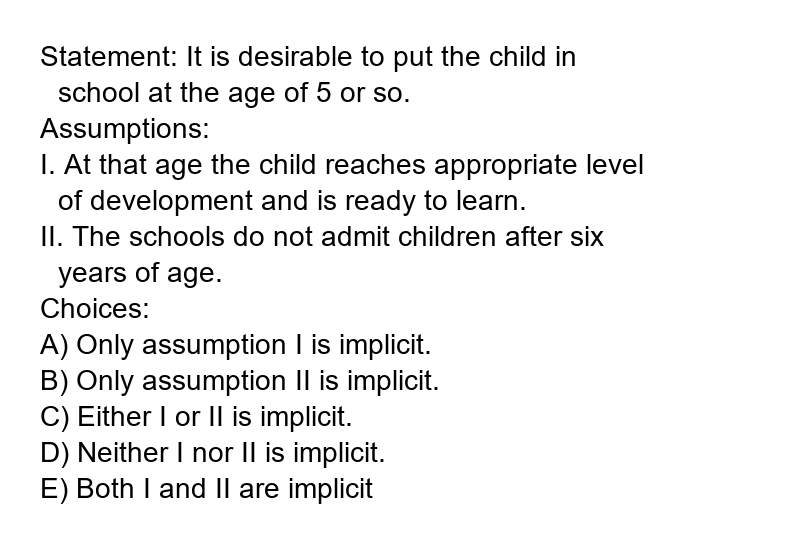 Statement: It is desirable to put the child in
school at the age of 5 or so.
Assumptions:
I. At that age the child reaches appropriate level
of development and is ready to learn.
II. The schools do not admit children after six
years of age.
Choices:
A) Only assumption I is implicit.
B) Only assumption II is implicit.
C) Either I or II is implicit.
D) Neither I nor II is implicit.
E) Both I and II are implicit